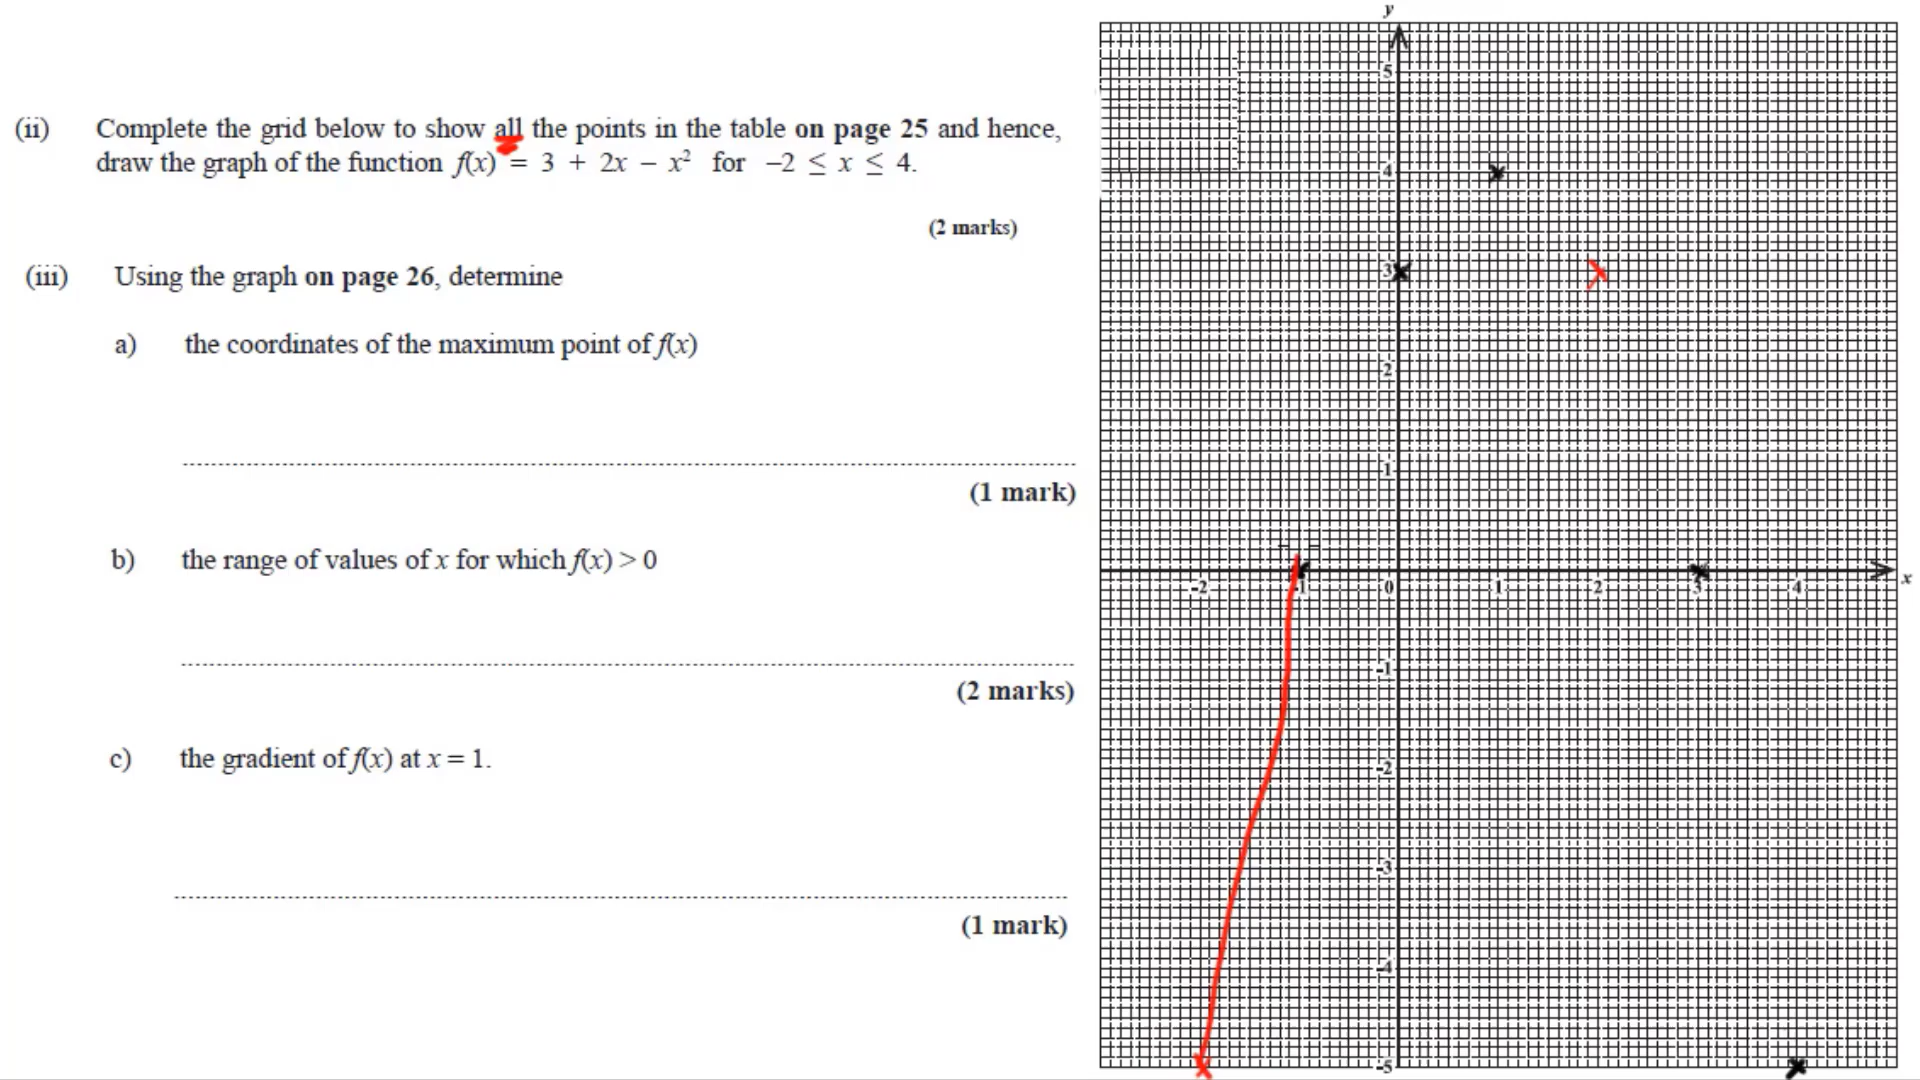 (ii) Complete the grid below to show all the points in the table on page 25 and hence,
draw the graph of the function f(x) = 3 + 2x − x² for −2 ≤ x ≤ 4.
(2 marks)
(iii) Using the graph on page 26, determine
a) the coordinates of the maximum point of f(x)
(1 mark)
b) the range of values of x for which f(x) > 0
(2 marks)
c) the gradient of f(x) at x = 1.
(1 mark)
y
5
4
3
2
1
-2 -1 0 1 2 3 4 x
-1
-2
-3
-4
-5